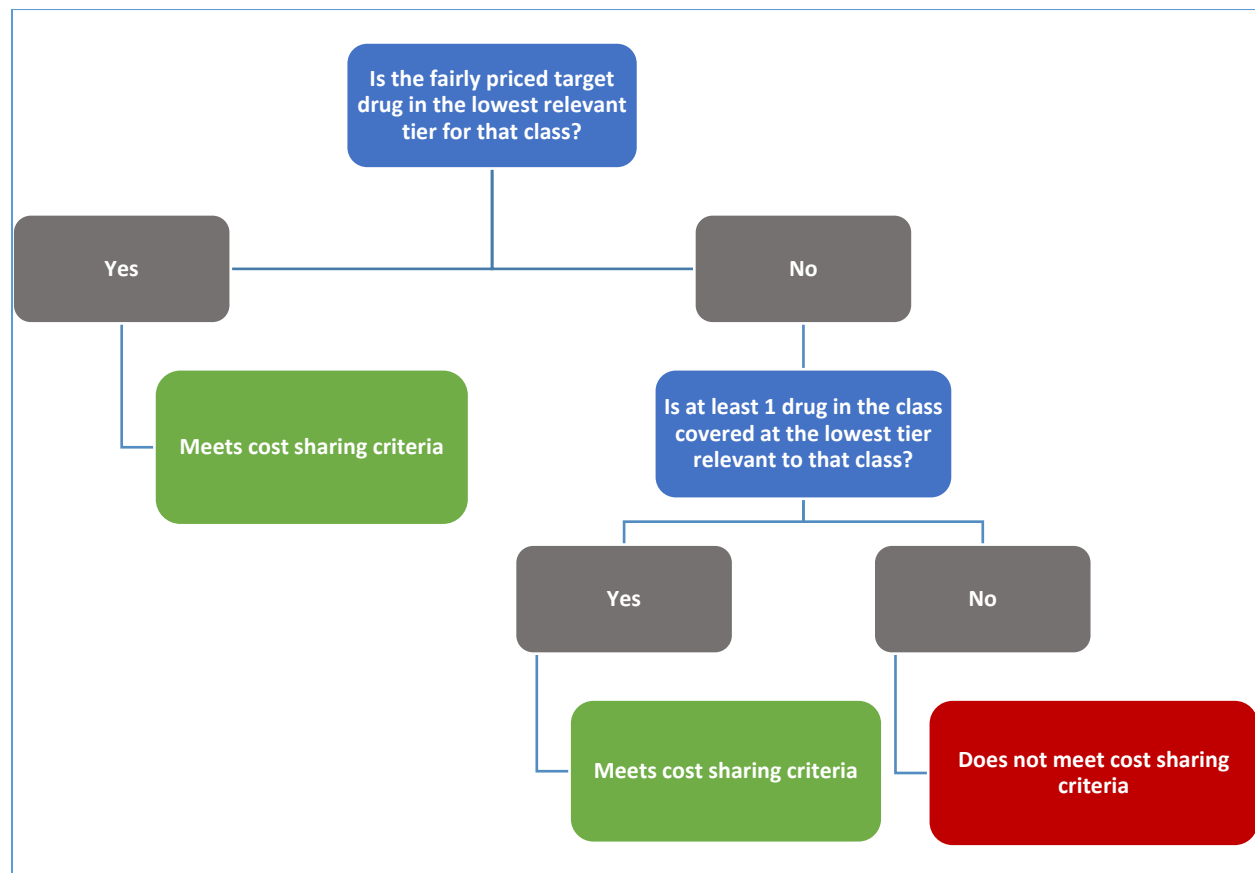 Is the fairly priced target
drug in the lowest relevant
tier for that class?
Yes
No
Meets cost sharing criteria
Is at least 1 drug in the class
covered at the lowest tier
relevant to that class?
Yes
No
Meets cost sharing criteria
Does not meet cost sharing
criteria